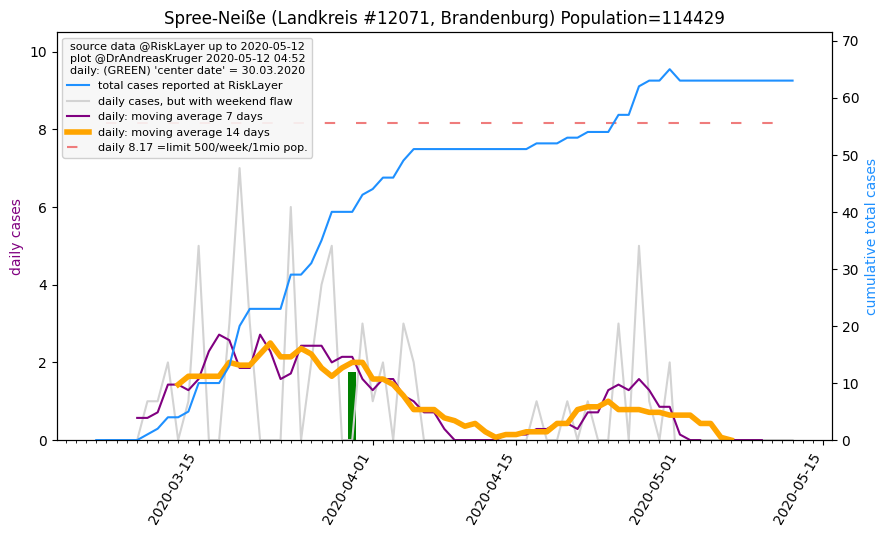 Spree-Neiße (Landkreis #12071, Brandenburg) Population=114429
source data @RiskLayer up to 2020-05-12
plot @DrAndreasKruger 2020-05-12 04:52
daily: (GREEN) 'center date' = 30.03.2020
total cases reported at RiskLayer
daily cases, but with weekend flaw
daily: moving average 7 days
daily: moving average 14 days
daily 8.17 =limit 500/week/1mio pop.
daily cases
10
8
6
4
2
0
cumulative total cases
70
60
50
40
30
20
10
0
2020-03-15
2020-04-01
2020-04-15
2020-05-01
2020-05-15